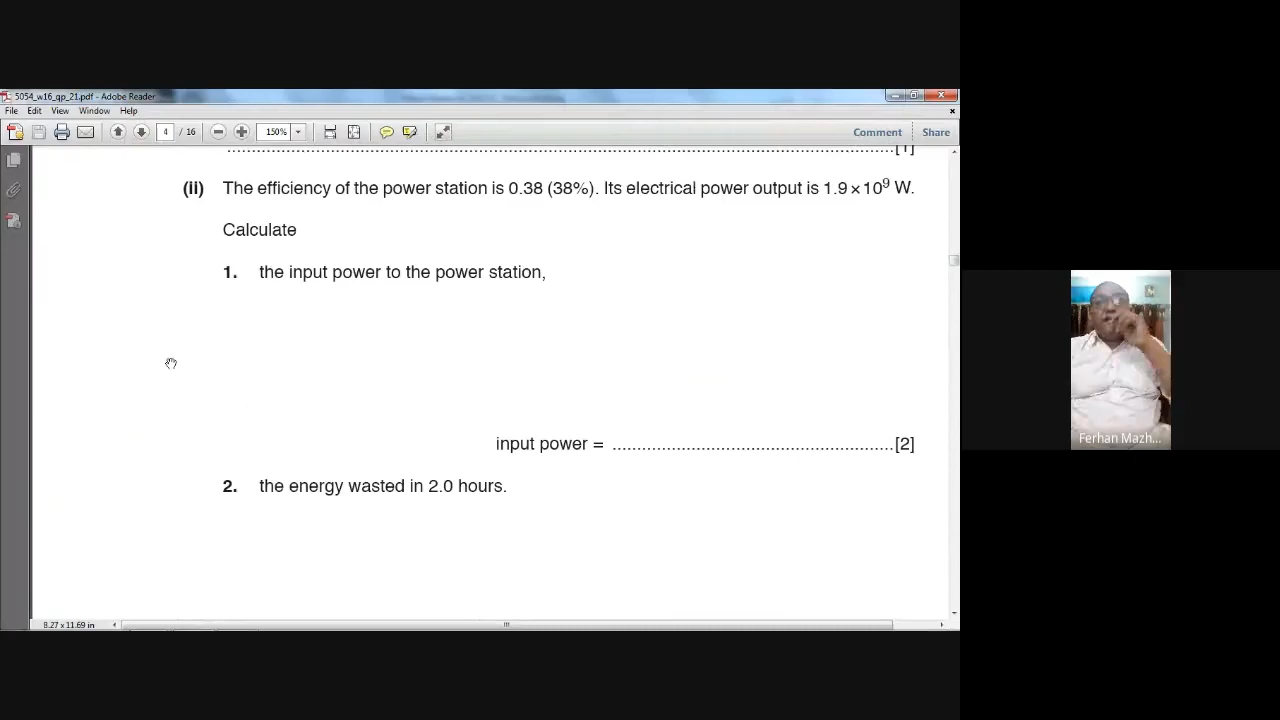 5054_w16_qp_21.pdf - Adobe Reader
File Edit View Window Help
4 / 16 150% Comment Share
[1]
(ii) The efficiency of the power station is 0.38 (38%). Its electrical power output is 1.9 × 10⁹ W.
Calculate
1. the input power to the power station,
input power = ......................................................... [2]
2. the energy wasted in 2.0 hours.
8.27 x 11.69 in
Ferhan Mazh...